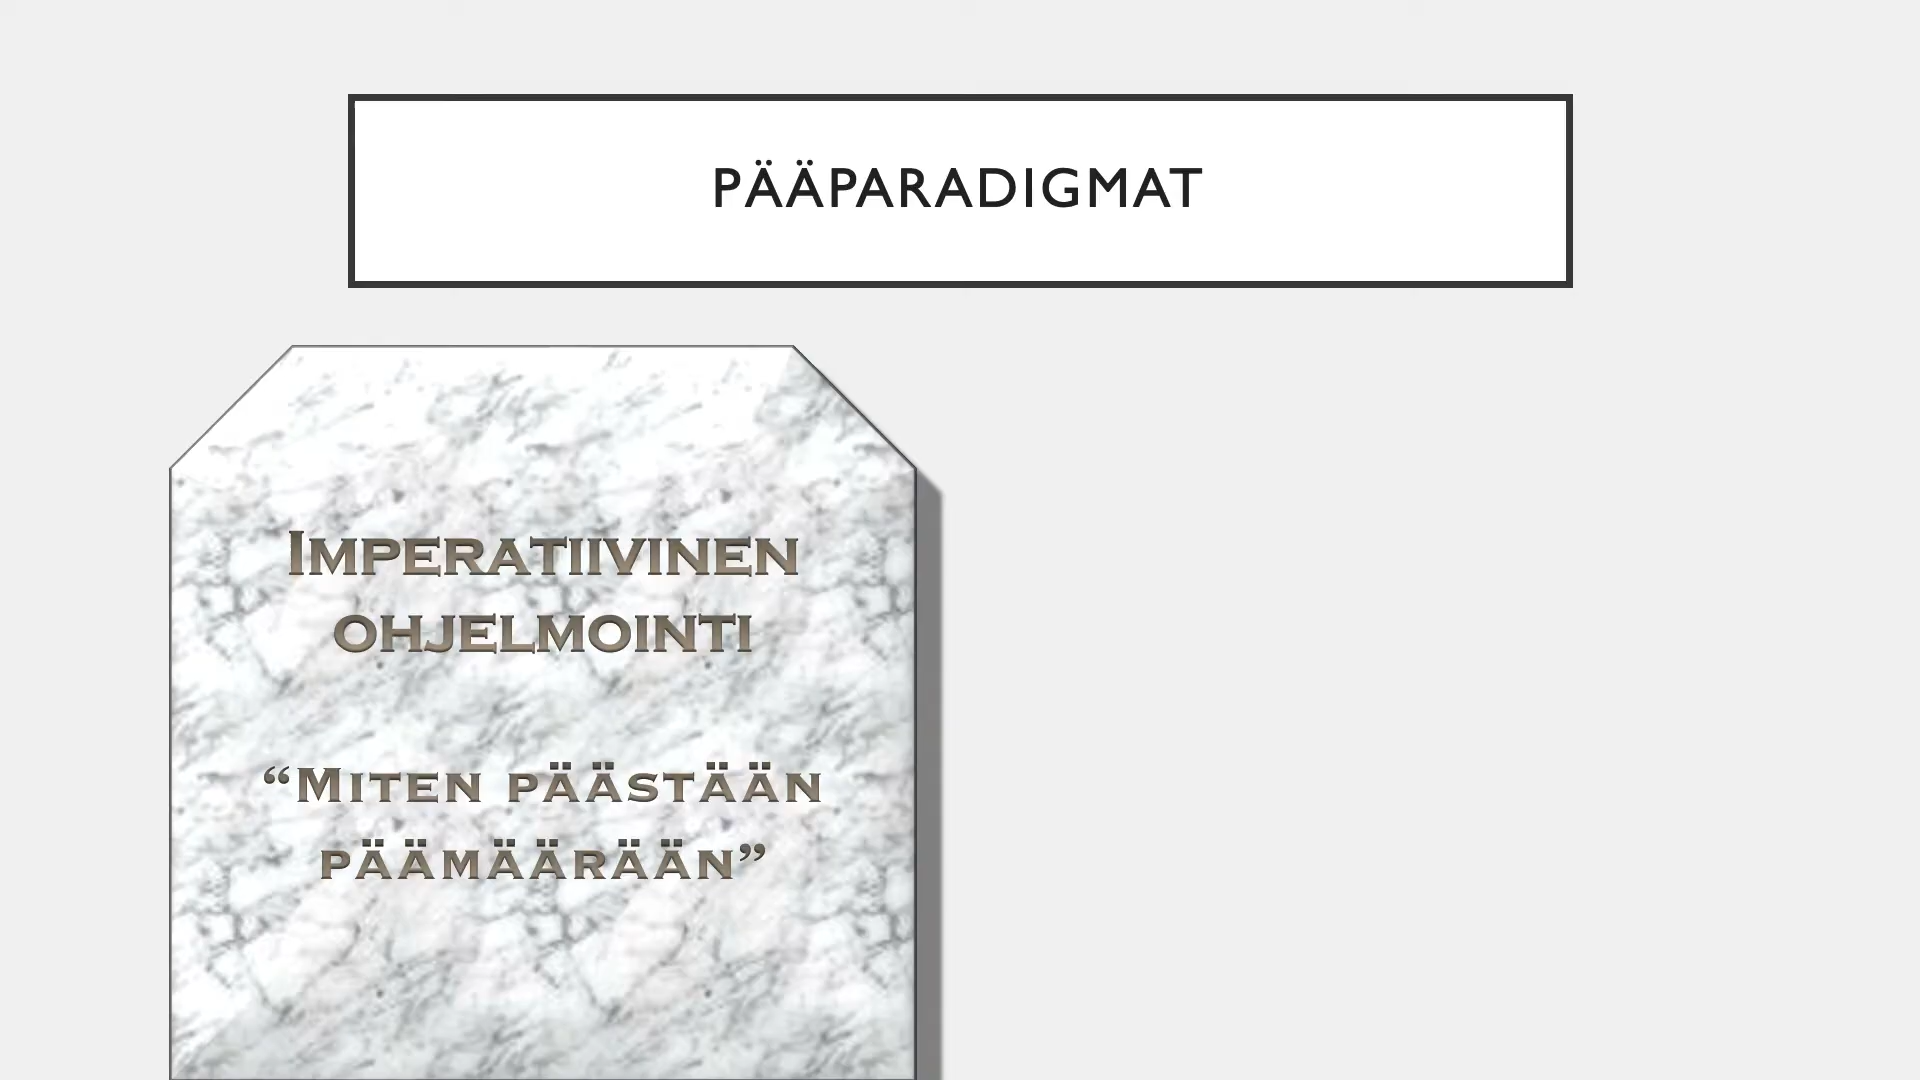 PÄÄPARADIGMAT
IMPERATIIVINEN
OHJELMOINTI
“MITEN PÄÄSTÄÄN
PÄÄMÄÄRÄÄN”